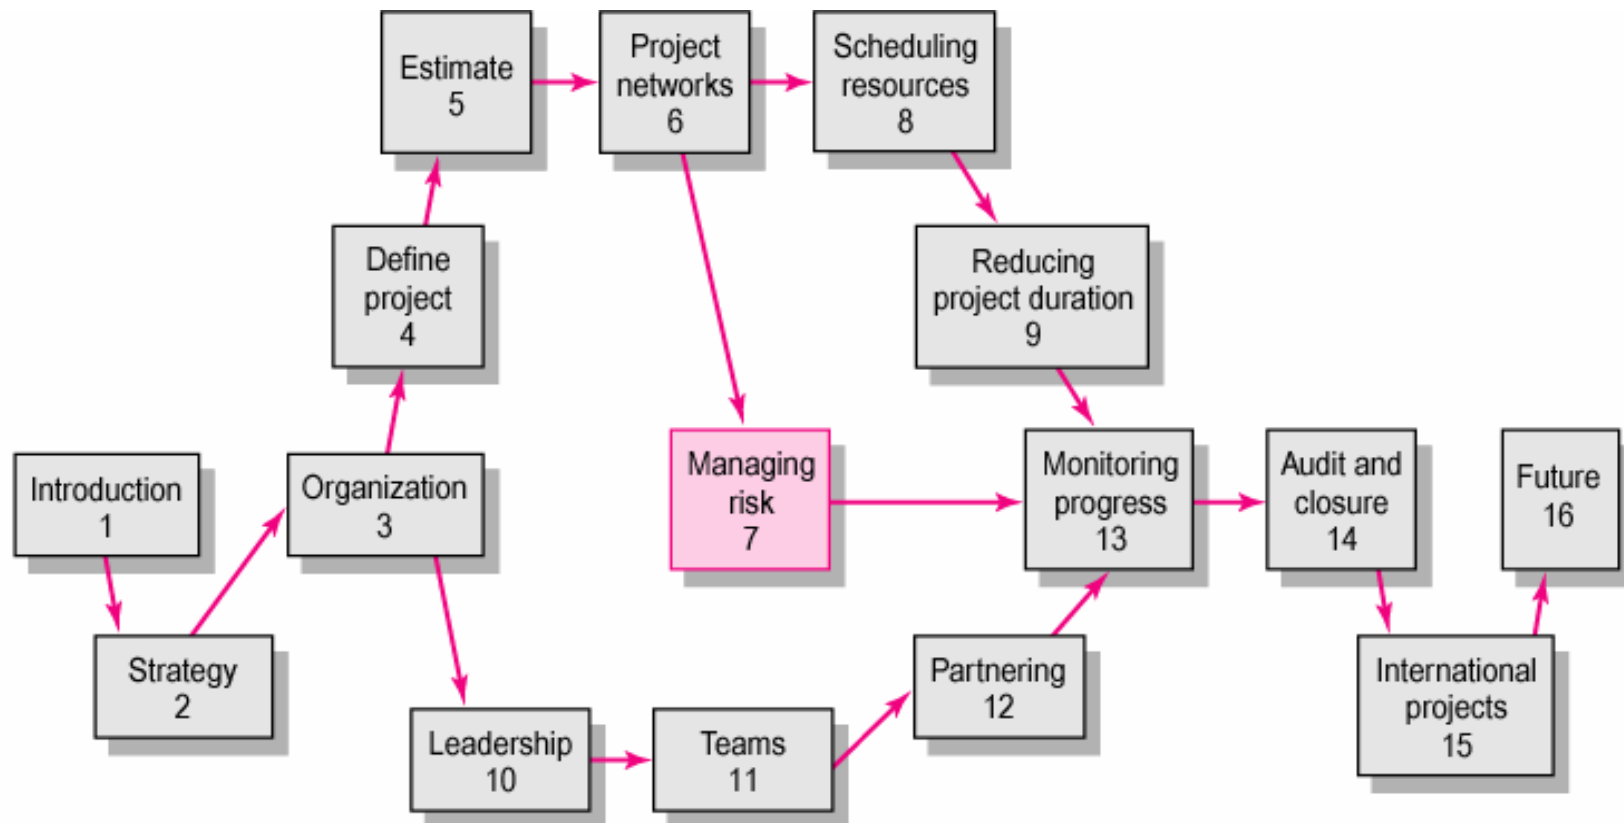 Introduction
1
Strategy
2
Organization
3
Define
project
4
Estimate
5
Project
networks
6
Managing
risk
7
Scheduling
resources
8
Reducing
project duration
9
Leadership
10
Teams
11
Partnering
12
Monitoring
progress
13
Audit and
closure
14
International
projects
15
Future
16